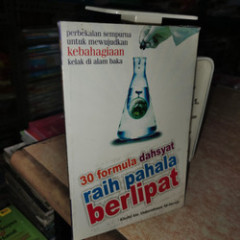 perbekalan sempurna
untuk mewujudkan
kebahagiaan
kelak di alam baka
30 formula dahsyat
raih pahala
berlipat